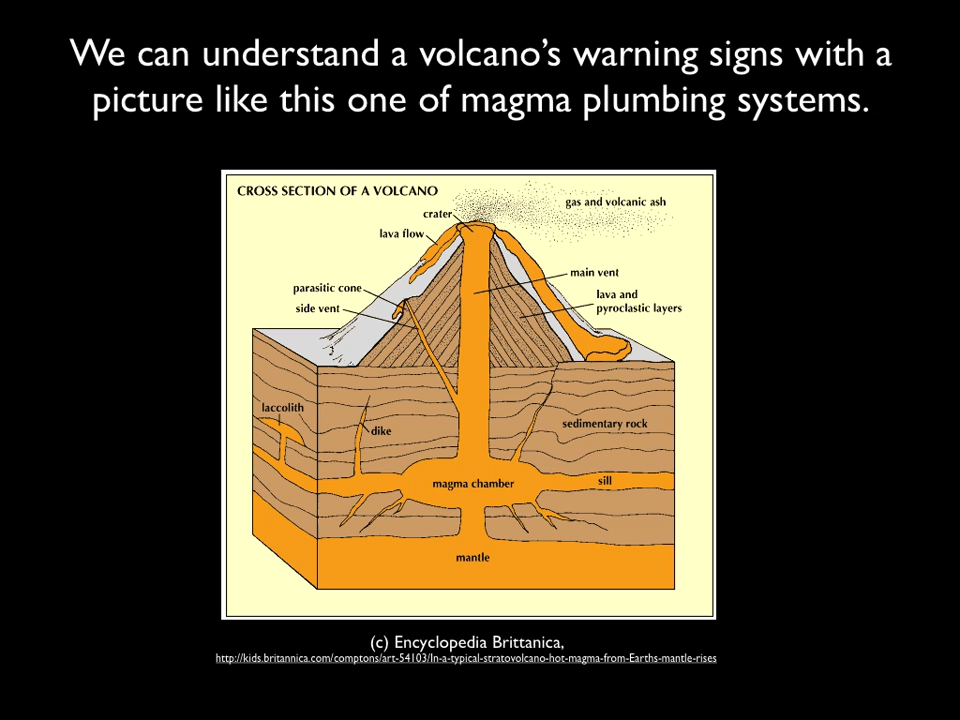 We can understand a volcano’s warning signs with a
picture like this one of magma plumbing systems.
CROSS SECTION OF A VOLCANO
gas and volcanic ash
crater
lava flow
main vent
parasitic cone
lava and
pyroclastic layers
side vent
laccolith
dike
sedimentary rock
magma chamber
sill
mantle
(c) Encyclopedia Brittanica,
http://kids.britannica.com/comptons/art-54103/In-a-typical-stratovolcano-hot-magma-from-Earths-mantle-rises